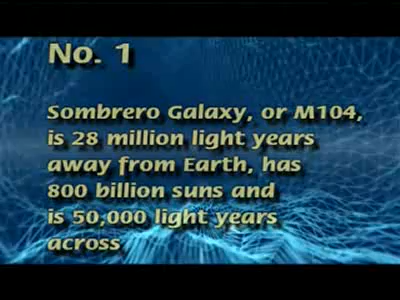 No. 1
Sombrero Galaxy, or M104,
is 28 million light years
away from Earth, has
800 billion suns and
is 50,000 light years
across